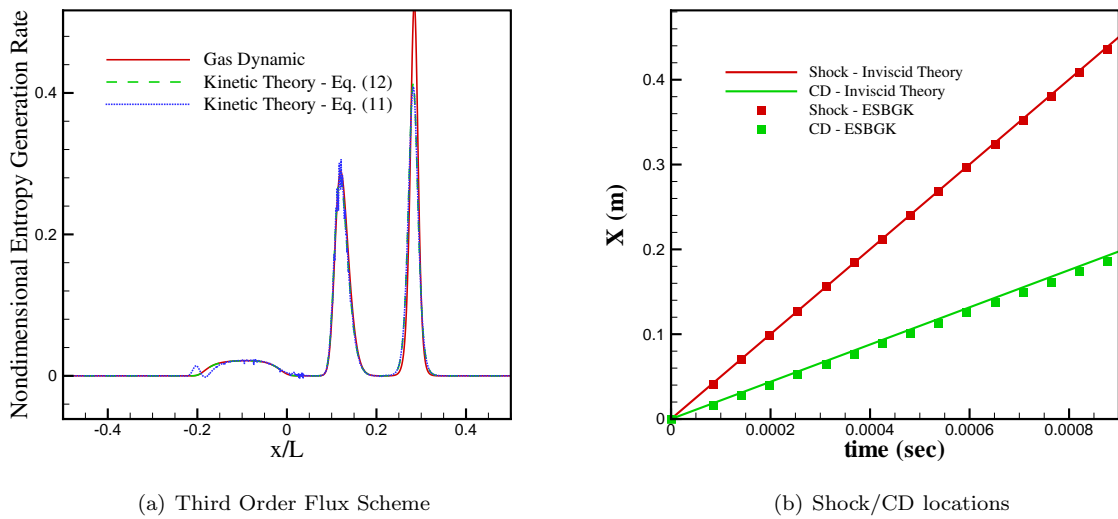 Nondimensional Entropy Generation Rate
0.4
0.2
0
Gas Dynamic
Kinetic Theory - Eq. (12)
Kinetic Theory - Eq. (11)
-0.4
-0.2
0
0.2
0.4
x/L
(a) Third Order Flux Scheme
X (m)
0.4
0.3
0.2
0.1
0
Shock - Inviscid Theory
CD - Inviscid Theory
Shock - ESBGK
CD - ESBGK
0
0.0002
0.0004
0.0006
0.0008
time (sec)
(b) Shock/CD locations